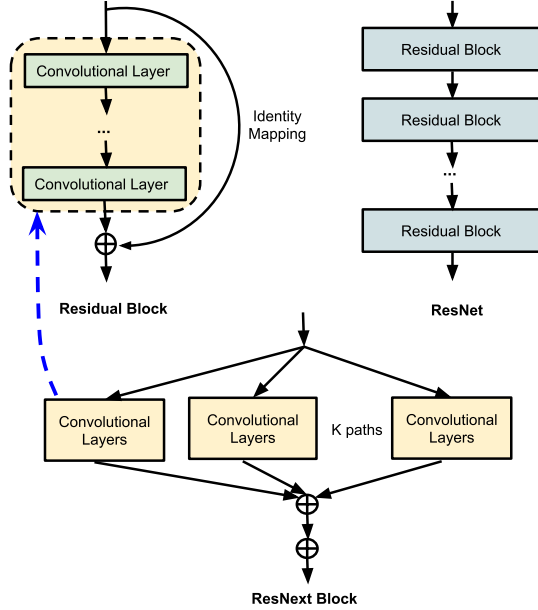 Convolutional Layer
...
Convolutional Layer
Identity
Mapping
Residual Block
Residual Block
Residual Block
...
Residual Block
ResNet
Convolutional
Layers
Convolutional
Layers
K paths
Convolutional
Layers
ResNext Block